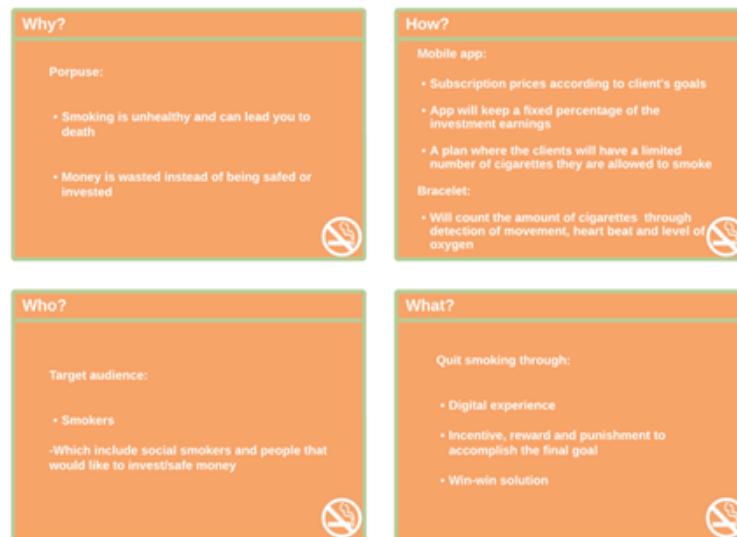 Why?
Porpuse:
• Smoking is unhealthy and can lead you to
death
• Money is wasted instead of being safed or
invested
How?
Mobile app:
• Subscription prices according to client's goals
• App will keep a fixed percentage of the
investment earnings
• A plan where the clients will have a limited
number of cigarettes they are allowed to smoke
Bracelet:
• Will count the amount of cigarettes through
detection of movement, heart beat and level of
oxygen
Who?
Target audience:
• Smokers
-Which include social smokers and people that
would like to invest/safe money
What?
Quit smoking through:
• Digital experience
• Incentive, reward and punishment to
accomplish the final goal
• Win-win solution